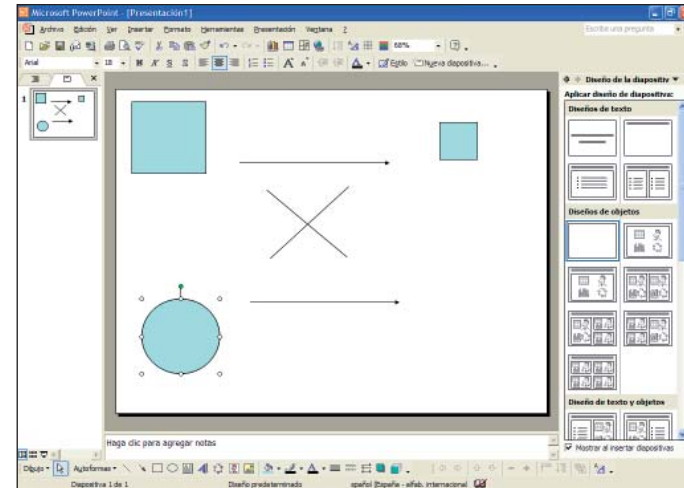 Microsoft PowerPoint - [Presentación1]
Archivo Edición Ver Insertar Formato Herramientas Presentación Ventana ?
Escriba una pregunta
68%
Arial 18 N K S S Estilo Nueva diapositiva...
1
Diseño de la diapositiv
Aplicar diseño de diapositiva:
Diseños de texto
Diseños de objetos
Diseño de texto y objetos
Mostrar al insertar diapositivas
Haga clic para agregar notas
Dibujo Autoformas
Diapositiva 1 de 1 Diseño predeterminado español (España - alfab. internacional)